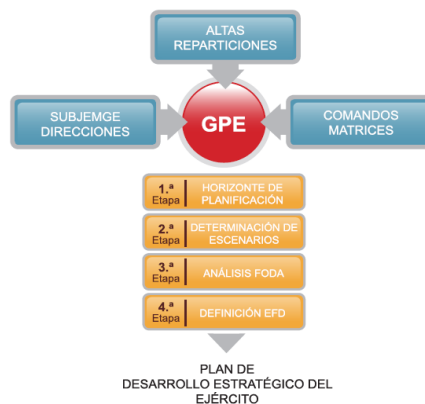 ALTAS
REPARTICIONES
SUBJEMGE
DIRECCIONES
GPE
COMANDOS
MATRICES
1.ª
Etapa
HORIZONTE DE
PLANIFICACIÓN
2.ª
Etapa
DETERMINACIÓN DE
ESCENARIOS
3.ª
Etapa
ANÁLISIS FODA
4.ª
Etapa
DEFINICIÓN EFD
PLAN DE
DESARROLLO ESTRATÉGICO DEL
EJÉRCITO